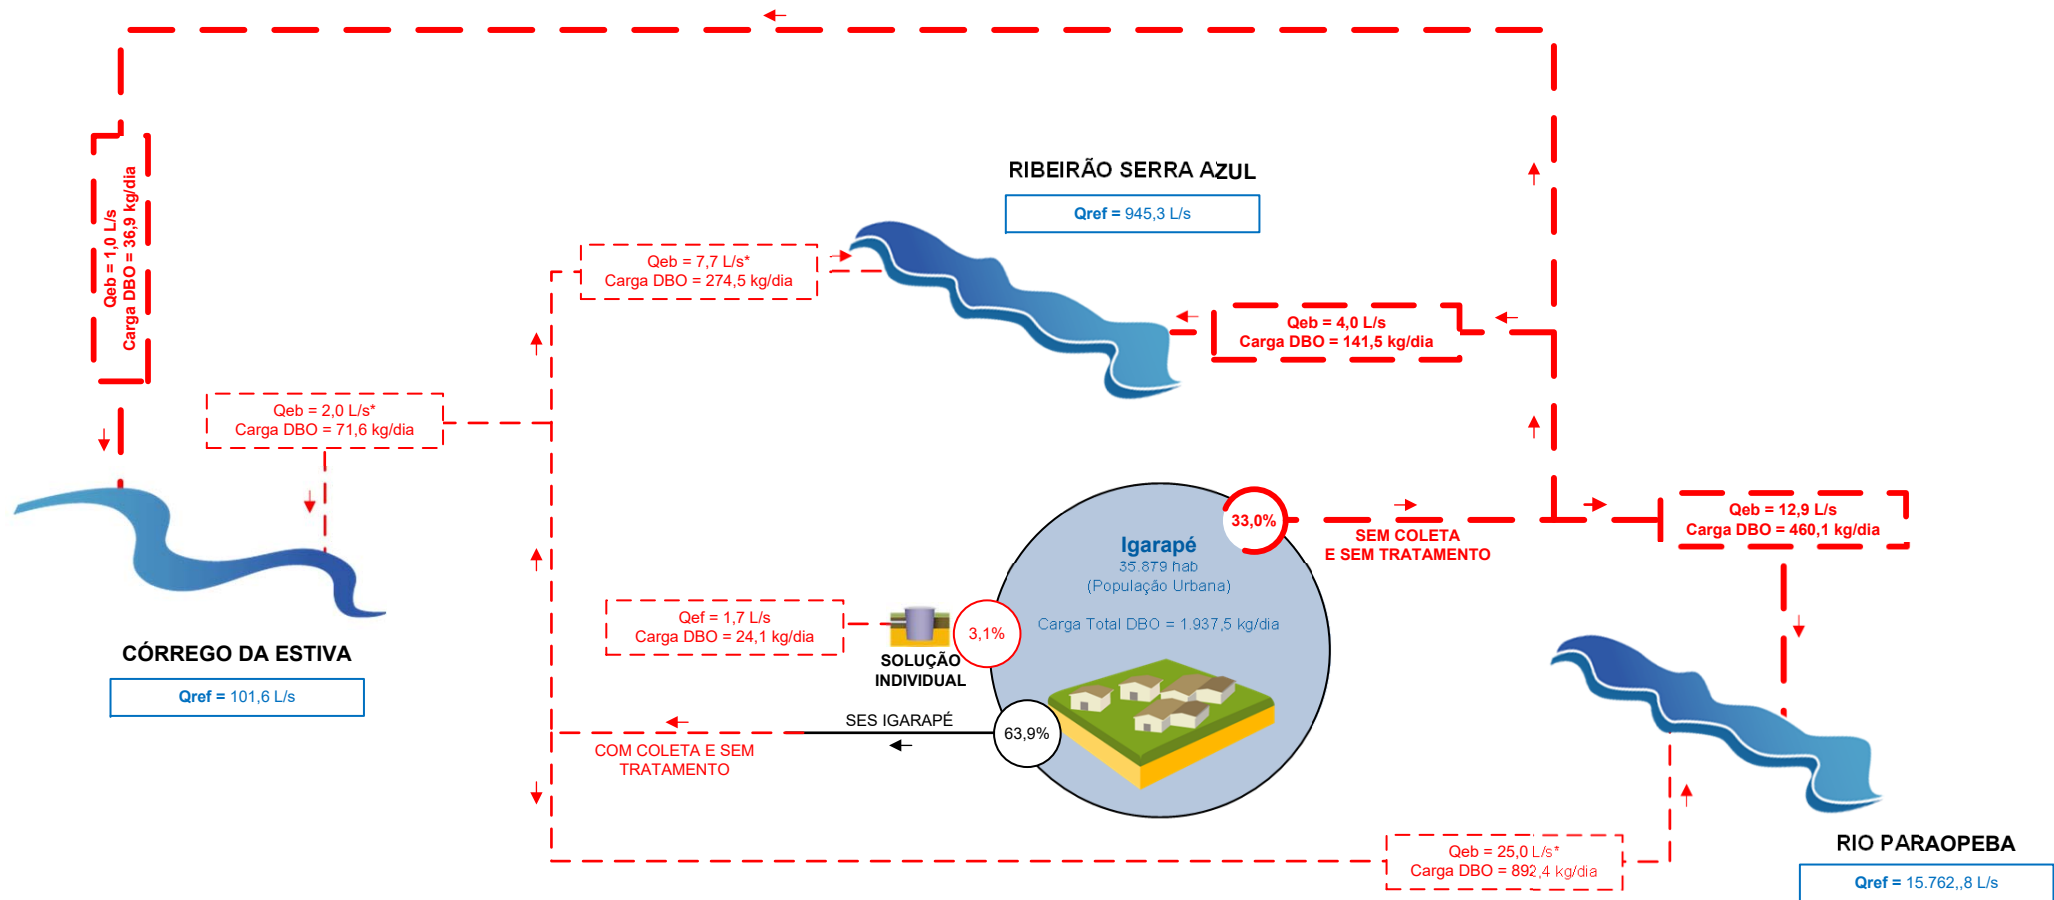 RIBEIRÃO SERRA AZUL
Qref = 945,3 L/s
Qeb = 1,0 L/s
Carga DBO = 36,9 kg/dia
Qeb = 7,7 L/s*
Carga DBO = 274,5 kg/dia
Qeb = 4,0 L/s
Carga DBO = 141,5 kg/dia
Qeb = 2,0 L/s*
Carga DBO = 71,6 kg/dia
33,0%
SEM COLETA
E SEM TRATAMENTO
Qeb = 12,9 L/s
Carga DBO = 460,1 kg/dia
Igarapé
35.879 hab
(População Urbana)
Carga Total DBO = 1.937,5 kg/dia
Qef = 1,7 L/s
Carga DBO = 24,1 kg/dia
3,1%
SOLUÇÃO
INDIVIDUAL
CÓRREGO DA ESTIVA
Qref = 101,6 L/s
SES IGARAPÉ
63,9%
COM COLETA E SEM
TRATAMENTO
Qeb = 25,0 L/s*
Carga DBO = 892,4 kg/dia
RIO PARAOPEBA
Qref = 15.762,,8 L/s